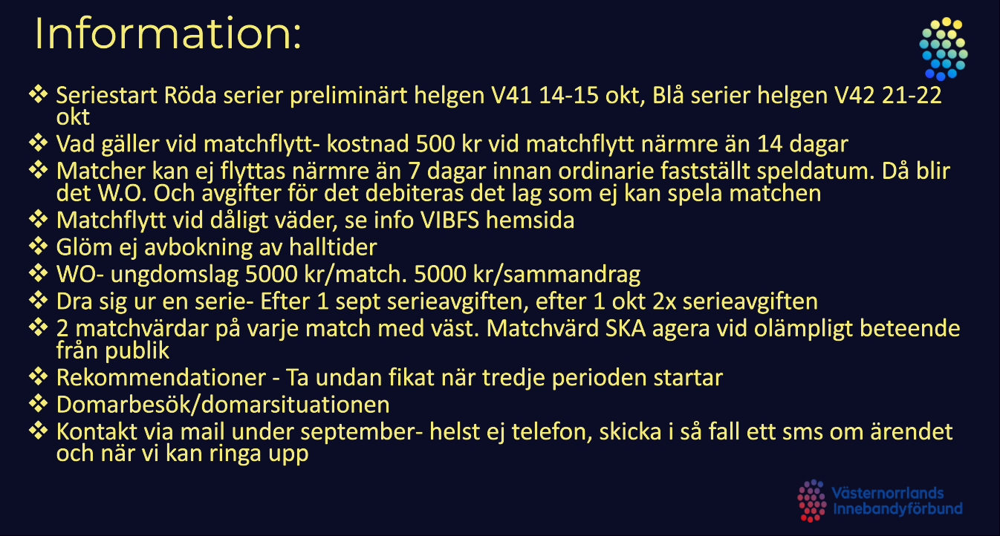 Information:
❖ Seriestart Röda serier preliminärt helgen V41 14-15 okt, Blå serier helgen V42 21-22
okt
❖ Vad gäller vid matchflytt- kostnad 500 kr vid matchflytt närmre än 14 dagar
❖ Matcher kan ej flyttas närmre än 7 dagar innan ordinarie fastställt speldatum. Då blir
det W.O. Och avgifter för det debiteras det lag som ej kan spela matchen
❖ Matchflytt vid dåligt väder, se info VIBFS hemsida
❖ Glöm ej avbokning av halltider
❖ WO- ungdomslag 5000 kr/match. 5000 kr/sammandrag
❖ Dra sig ur en serie- Efter 1 sept serieavgiften, efter 1 okt 2x serieavgiften
❖ 2 matchvärdar på varje match med väst. Matchvärd SKA agera vid olämpligt beteende
från publik
❖ Rekommendationer - Ta undan fikat när tredje perioden startar
❖ Domarbesök/domarsituationen
❖ Kontakt via mail under september- helst ej telefon, skicka i så fall ett sms om ärendet
och när vi kan ringa upp
Västernorrlands
Innebandyförbund